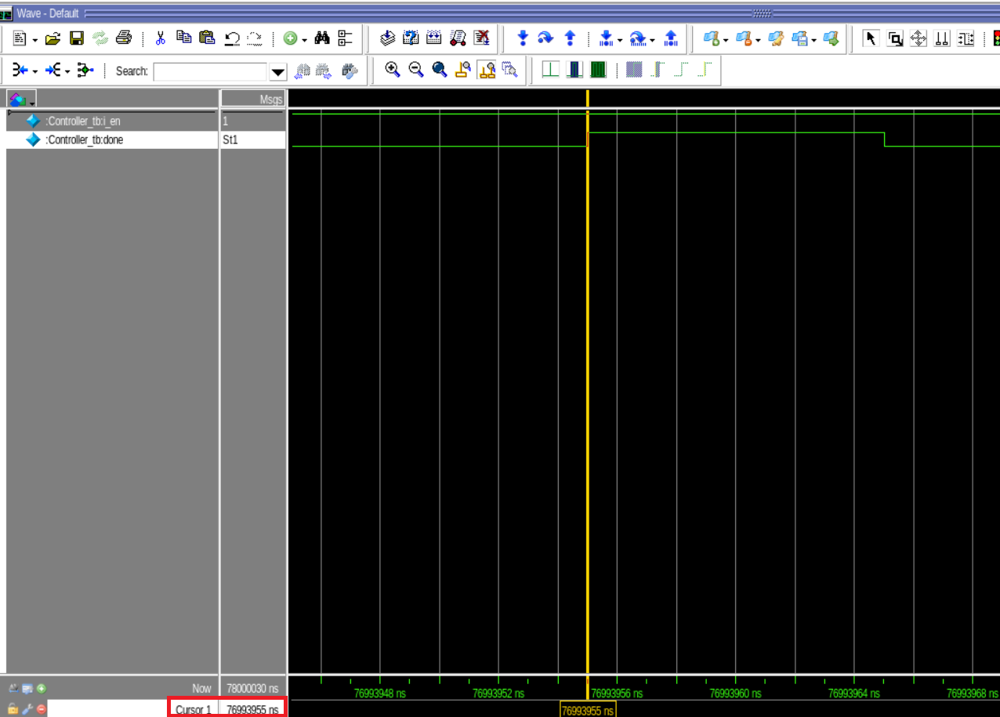 Wave - Default
Search:
Msgs
:Controller_tb:i_en 1
:Controller_tb:done St1
Now 78000030 ns
76993948 ns 76993952 ns 76993956 ns 76993960 ns 76993964 ns 76993968 ns
Cursor 1 76993955 ns 76993955 ns